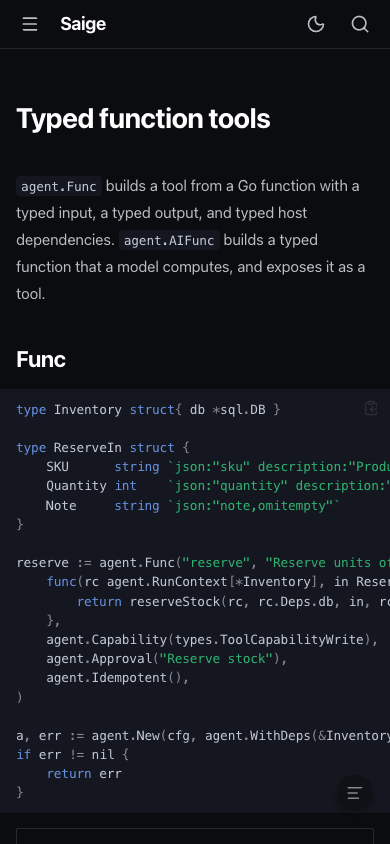 Saige
Typed function tools
agent.Func builds a tool from a Go function with a
typed input, a typed output, and typed host
dependencies. agent.AIFunc builds a typed
function that a model computes, and exposes it as a
tool.
Func
type Inventory struct{ db *sql.DB }
type ReserveIn struct {
    SKU      string `json:"sku" description:"Produ
    Quantity int    `json:"quantity" description:"
    Note     string `json:"note,omitempty"`
}
reserve := agent.Func("reserve", "Reserve units of
    func(rc agent.RunContext[*Inventory], in Reser
        return reserveStock(rc, rc.Deps.db, in, rc
    },
    agent.Capability(types.ToolCapabilityWrite),
    agent.Approval("Reserve stock"),
    agent.Idempotent(),
)
a, err := agent.New(cfg, agent.WithDeps(&Inventory
if err != nil {
    return err
}